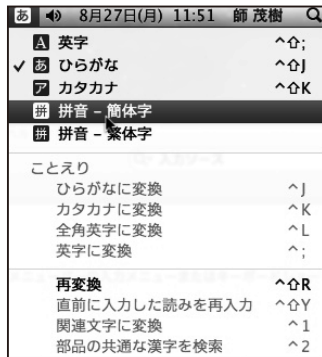 あ 8月27日(月) 11:51 師 茂樹
A 英字 ^⇧;
✓ あ ひらがな ^⇧J
ア カタカナ ^⇧K
拼 拼音 – 簡体字
拼 拼音 – 繁体字
ことえり
ひらがなに変換 ^J
カタカナに変換 ^K
全角英字に変換 ^L
英字に変換 ^;
再変換 ^⇧R
直前に入力した読みを再入力 ^⇧Y
関連文字に変換 ^1
部品の共通な漢字を検索 ^2